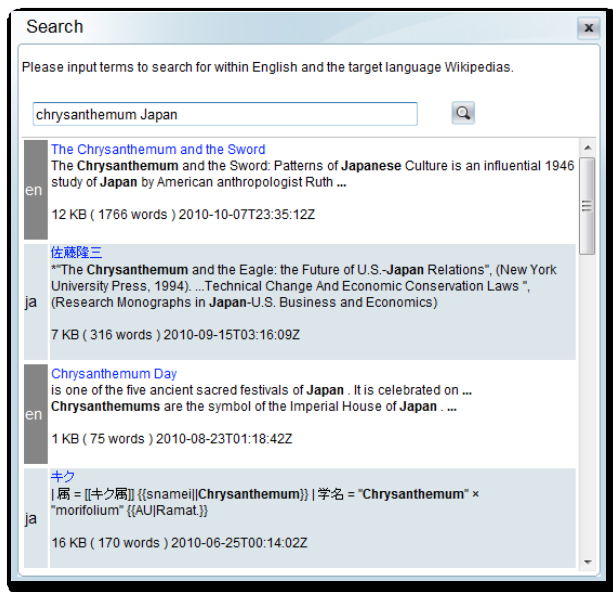 Search
x
Please input terms to search for within English and the target language Wikipedias.
chrysanthemum Japan
The Chrysanthemum and the Sword
The Chrysanthemum and the Sword: Patterns of Japanese Culture is an influential 1946
en
study of Japan by American anthropologist Ruth ...
12 KB ( 1766 words ) 2010-10-07T23:35:12Z
佐藤隆三
*"The Chrysanthemum and the Eagle: the Future of U.S.-Japan Relations", (New York
University Press, 1994). ...Technical Change And Economic Conservation Laws ",
ja
(Research Monographs in Japan-U.S. Business and Economics)
7 KB ( 316 words ) 2010-09-15T03:16:09Z
Chrysanthemum Day
is one of the five ancient sacred festivals of Japan . It is celebrated on ...
en
Chrysanthemums are the symbol of the Imperial House of Japan . ...
1 KB ( 75 words ) 2010-08-23T01:18:42Z
キク
| 属 = [[キク属]] {{snamei||Chrysanthemum}} | 学名 = "Chrysanthemum" ×
ja
"morifolium" {{AU|Ramat.}}
16 KB ( 170 words ) 2010-06-25T00:14:02Z